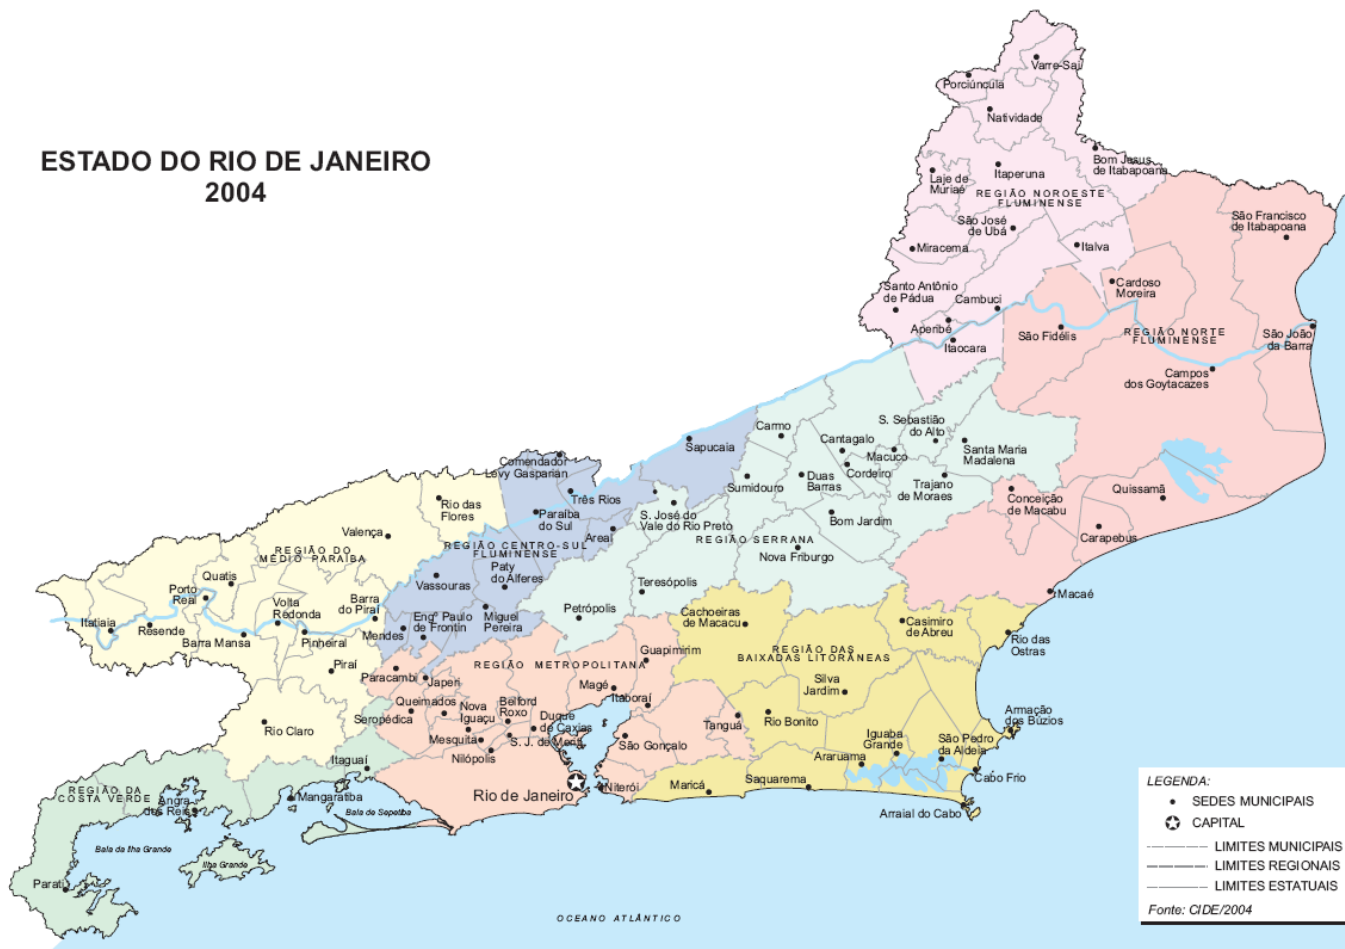 ESTADO DO RIO DE JANEIRO
2004
Varre-Sai
Porciúncula
Natividade
Bom Jesus
de Itabapoana
Itaperuna
Laje de
Muriaé
REGIÃO NOROESTE
FLUMINENSE
São José
de Ubá
Italva
Miracema
Santo Antônio
de Pádua
Cambuci
Aperibé
Itaocara
São Francisco
de Itabapoana
Cardoso
Moreira
São Fidélis
REGIÃO NORTE
FLUMINENSE
São João
da Barra
Campos
dos Goytacazes
Quissamã
Conceição
de Macabu
Carapebus
Macaé
Carmo
Cantagalo
S. Sebastião
do Alto
Macuco
Cordeiro
Santa Maria
Madalena
Trajano
de Moraes
Duas
Barras
Sumidouro
Bom Jardim
S. José do
Vale do Rio Preto
REGIÃO SERRANA
Nova Friburgo
Teresópolis
Petrópolis
Sapucaia
Comendador
Levy Gasparian
Três Rios
Paraíba
do Sul
Areal
REGIÃO CENTRO-SUL
FLUMINENSE
Paty
do Alferes
Vassouras
Miguel
Pereira
Engº Paulo
de Frontin
Mendes
Rio das
Flores
Valença
REGIÃO DO
MÉDIO PARAÍBA
Quatis
Porto
Real
Volta
Redonda
Barra
do Piraí
Itatiaia
Resende
Barra Mansa
Pinheiral
Piraí
Rio Claro
REGIÃO METROPOLITANA
Guapimirim
Paracambi
Japeri
Magé
Itaboraí
Queimados
Seropédica
Nova
Iguaçu
Belford
Roxo
Duque
de Caxias
Mesquita
S. J. de Meriti
Nilópolis
São Gonçalo
Tanguá
Niterói
Rio de Janeiro
Itaguaí
Cachoeiras
de Macacu
Casimiro
de Abreu
Rio das
Ostras
REGIÃO DAS
BAIXADAS LITORÂNEAS
Silva
Jardim
Rio Bonito
Armação
dos Búzios
Iguaba
Grande
São Pedro
da Aldeia
Araruama
Saquarema
Maricá
Cabo Frio
Arraial do Cabo
REGIÃO DA
COSTA VERDE
Angra
dos Reis
Mangaratiba
Baía de Sepetiba
Baía da Ilha Grande
Ilha Grande
Parati
OCEANO ATLÂNTICO
LEGENDA:
SEDES MUNICIPAIS
CAPITAL
LIMITES MUNICIPAIS
LIMITES REGIONAIS
LIMITES ESTATUAIS
Fonte: CIDE/2004